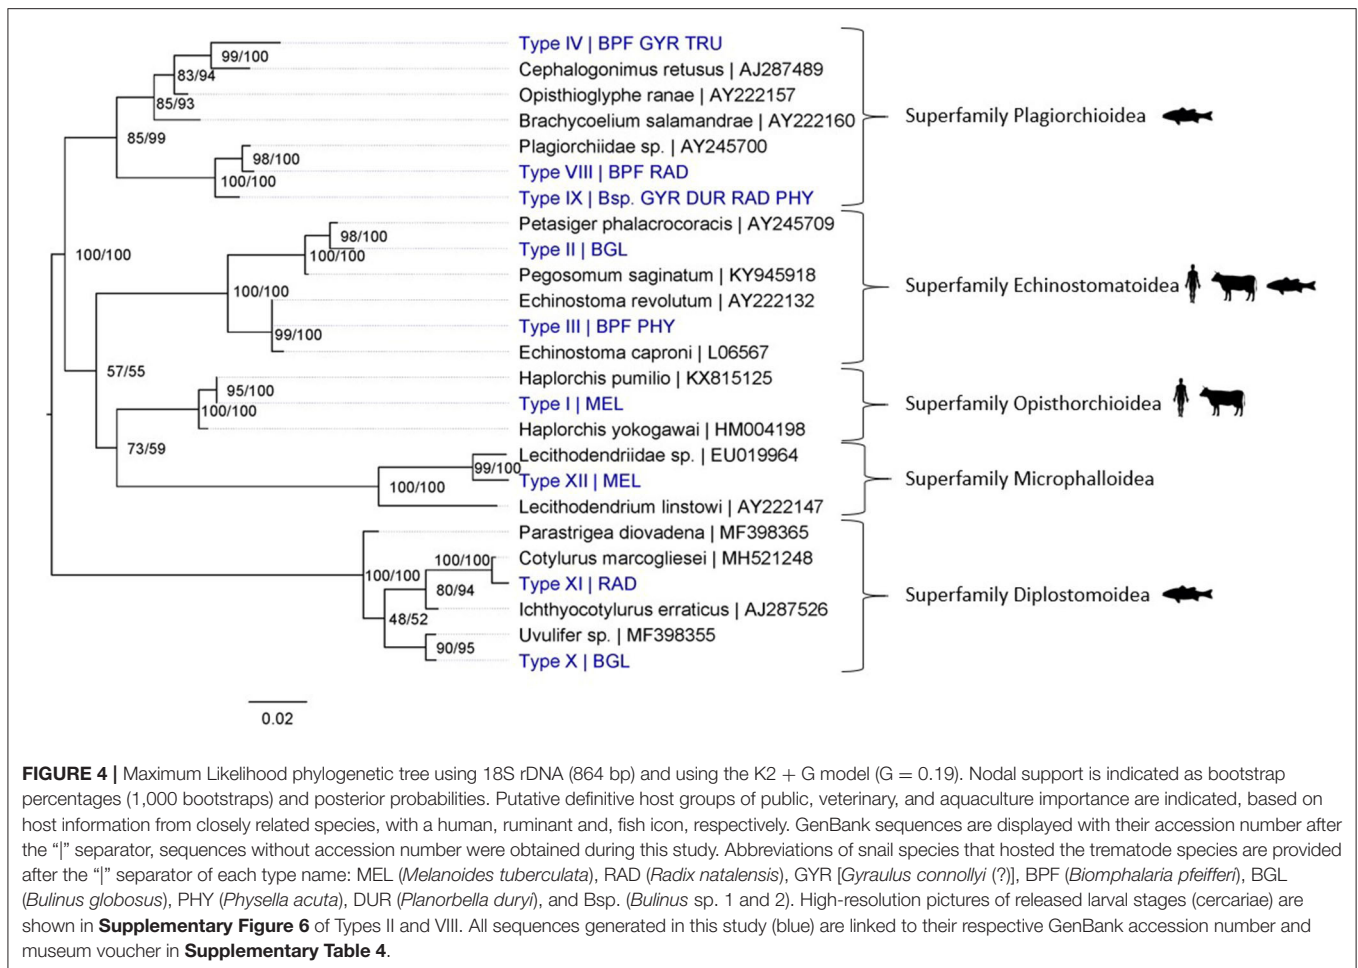 Type IV | BPF GYR TRU
99/100
Cephalogonimus retusus | AJ287489
83/94
Opisthioglyphe ranae | AY222157
85/93
Brachycoelium salamandrae | AY222160
Superfamily Plagiorchioidea
85/99
Plagiorchiidae sp. | AY245700
98/100
Type VIII | BPF RAD
100/100
Type IX | Bsp. GYR DUR RAD PHY
Petasiger phalacrocoracis | AY245709
98/100
Type II | BGL
100/100
100/100
Pegosomum saginatum | KY945918
Superfamily Echinostomatoidea
100/100
Echinostoma revolutum | AY222132
Type III | BPF PHY
99/100
Echinostoma caproni | L06567
57/55
Haplorchis pumilio | KX815125
95/100
Type I | MEL
Superfamily Opisthorchioidea
100/100
Haplorchis yokogawai | HM004198
73/59
Lecithodendriidae sp. | EU019964
99/100
Type XII | MEL
Superfamily Microphalloidea
100/100
Lecithodendrium linstowi | AY222147
Parastrigea diovadena | MF398365
100/100
Cotylurus marcogliesei | MH521248
100/100
Type XI | RAD
80/94
Superfamily Diplostomoidea
Ichthyocotylurus erraticus | AJ287526
48/52
Uvulifer sp. | MF398355
90/95
Type X | BGL
0.02
FIGURE 4 | Maximum Likelihood phylogenetic tree using 18S rDNA (864 bp) and using the K2 + G model (G = 0.19). Nodal support is indicated as bootstrap
percentages (1,000 bootstraps) and posterior probabilities. Putative definitive host groups of public, veterinary, and aquaculture importance are indicated, based on
host information from closely related species, with a human, ruminant and, fish icon, respectively. GenBank sequences are displayed with their accession number after
the “|” separator, sequences without accession number were obtained during this study. Abbreviations of snail species that hosted the trematode species are provided
after the “|” separator of each type name: MEL (Melanoides tuberculata), RAD (Radix natalensis), GYR [Gyraulus connollyi (?)], BPF (Biomphalaria pfeifferi), BGL
(Bulinus globosus), PHY (Physella acuta), DUR (Planorbella duryi), and Bsp. (Bulinus sp. 1 and 2). High-resolution pictures of released larval stages (cercariae) are
shown in Supplementary Figure 6 of Types II and VIII. All sequences generated in this study (blue) are linked to their respective GenBank accession number and
museum voucher in Supplementary Table 4.